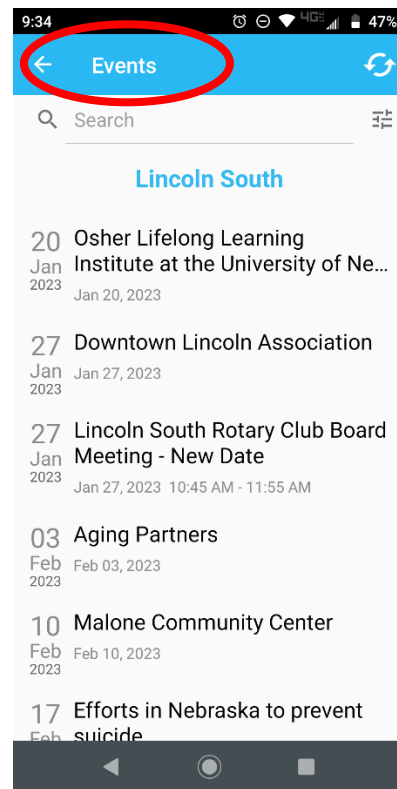 9:34 4GE 47%
Events
Search
Lincoln South
20 Osher Lifelong Learning
Jan Institute at the University of Ne...
2023 Jan 20, 2023
27 Downtown Lincoln Association
Jan Jan 27, 2023
2023
27 Lincoln South Rotary Club Board
Jan Meeting - New Date
2023 Jan 27, 2023 10:45 AM - 11:55 AM
03 Aging Partners
Feb Feb 03, 2023
2023
10 Malone Community Center
Feb Feb 10, 2023
2023
17 Efforts in Nebraska to prevent
Feb suicide